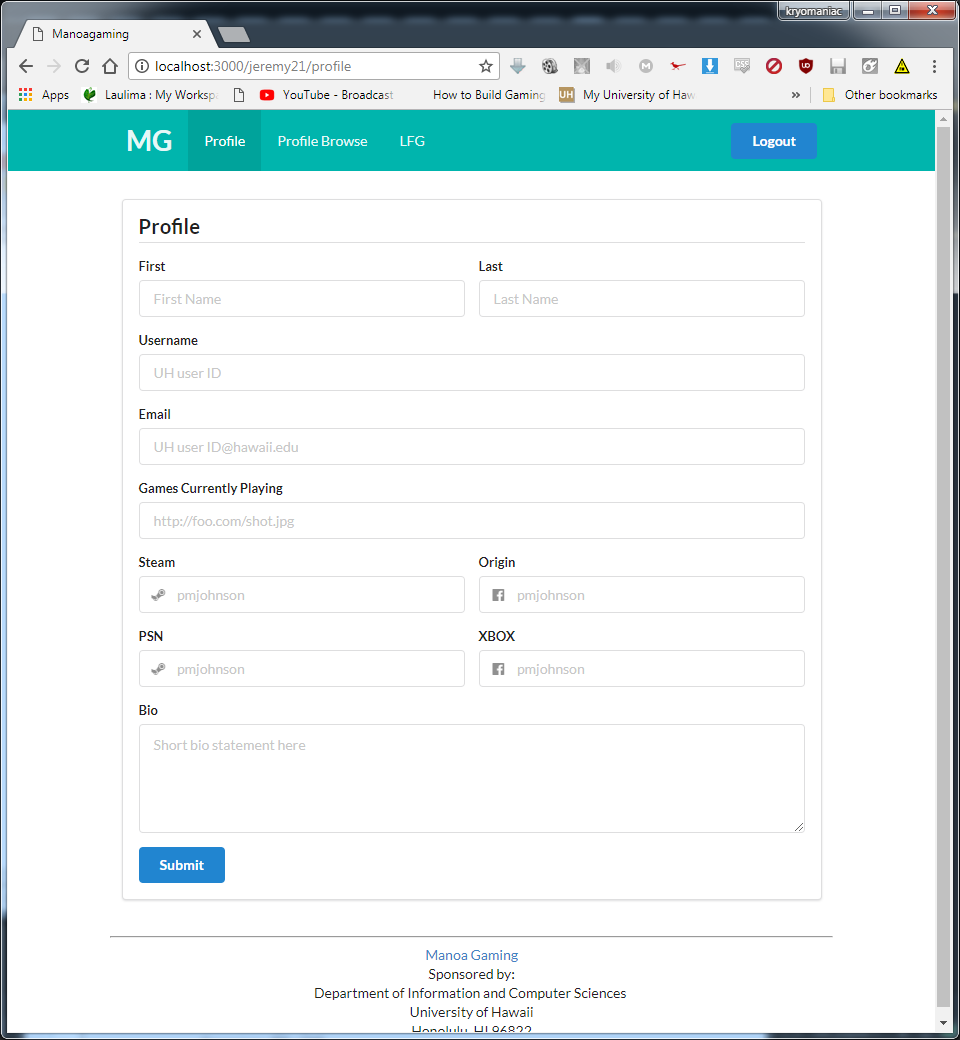 kryomaniac
Manoagaming
localhost:3000/jeremy21/profile
Apps Laulima : My Worksp YouTube - Broadcast How to Build Gaming My University of Haw » Other bookmarks
MG Profile Profile Browse LFG Logout
Profile
First Last
First Name Last Name
Username
UH user ID
Email
UH user ID@hawaii.edu
Games Currently Playing
http://foo.com/shot.jpg
Steam Origin
pmjohnson pmjohnson
PSN XBOX
pmjohnson pmjohnson
Bio
Short bio statement here
Submit
Manoa Gaming
Sponsored by:
Department of Information and Computer Sciences
University of Hawaii
Honolulu, HI 96822